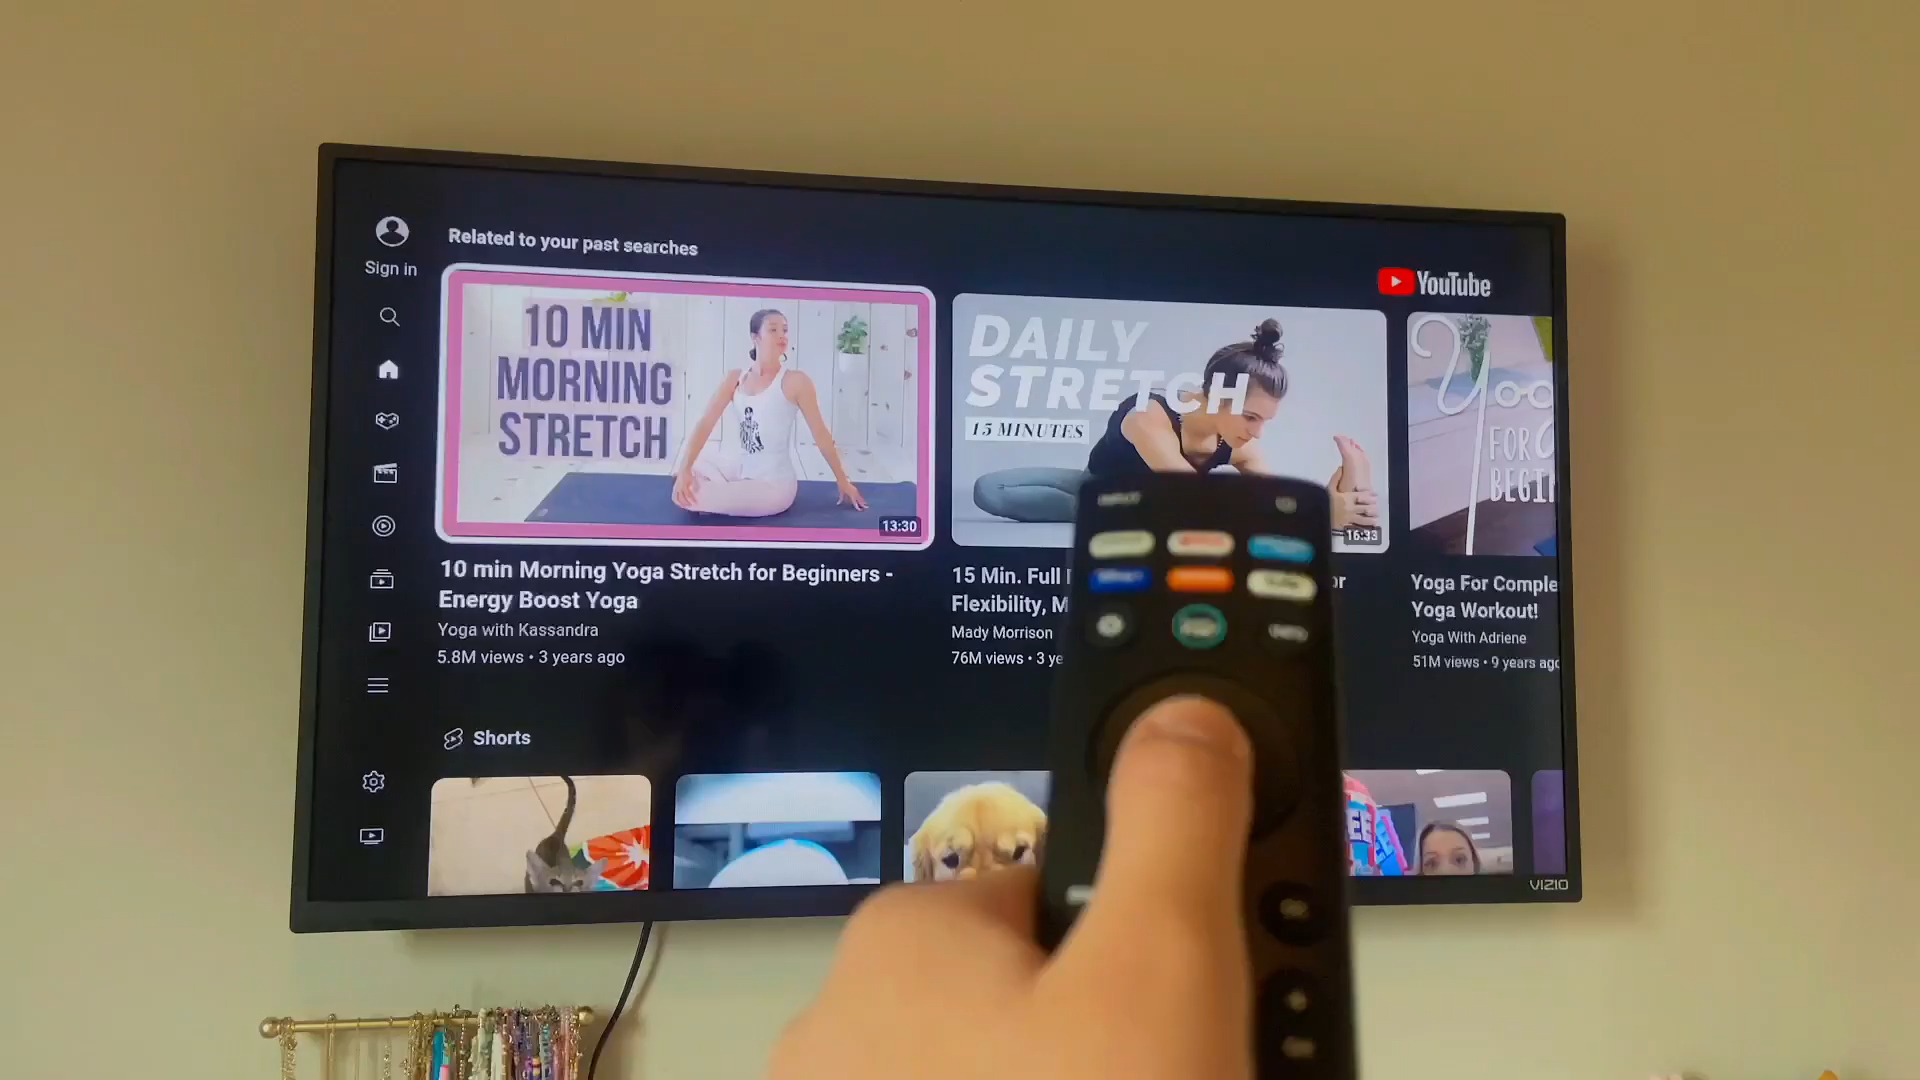 Sign in
Related to your past searches
YouTube
10 MIN
MORNING
STRETCH
13:30
DAILY
STRETCH
15 MINUTES
16:33
FOR
BEGI
10 min Morning Yoga Stretch for Beginners -
Energy Boost Yoga
Yoga with Kassandra
5.8M views • 3 years ago
15 Min. Full
Flexibility, M
Mady Morrison
76M views • 3 ye
or
Yoga For Comple
Yoga Workout!
Yoga With Adriene
51M views • 9 years ago
Shorts
VIZIO